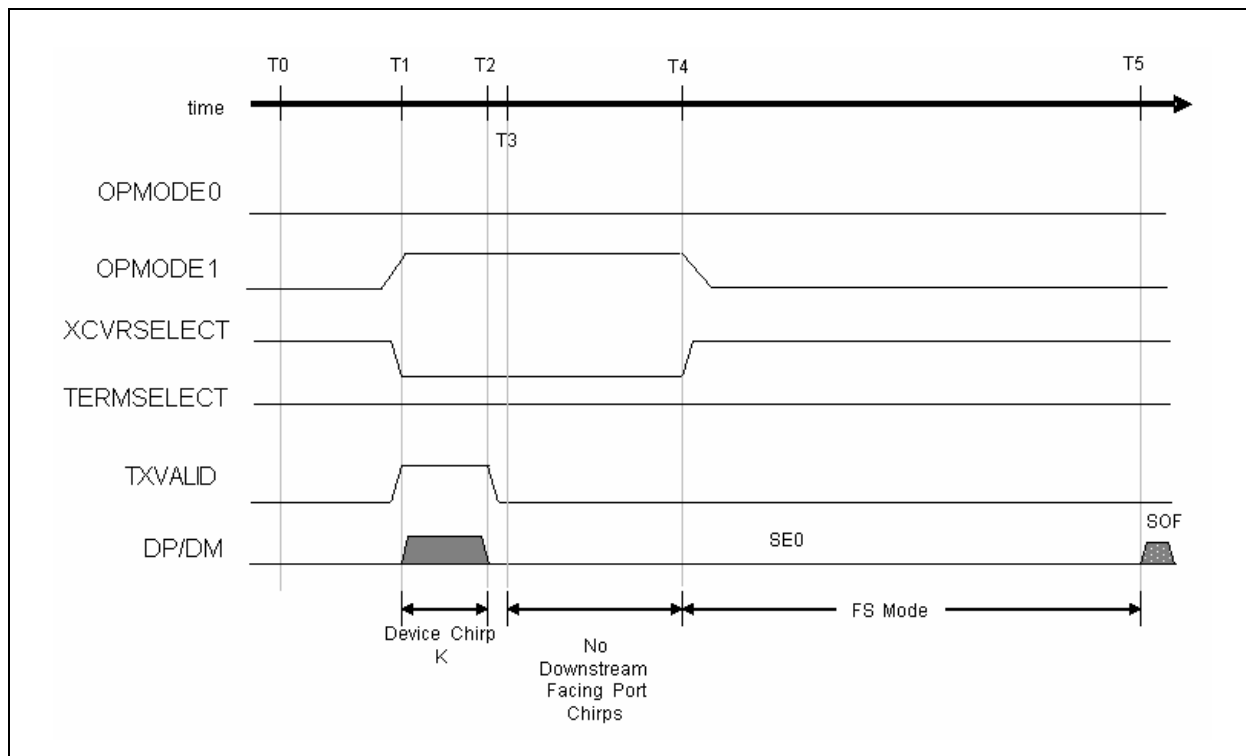 T0 T1 T2 T4 T5
time
T3
OPMODE0
OPMODE1
XCVRSELECT
TERMSELECT
TXVALID
SOF
DP/DM
SE0
FS Mode
Device Chirp
K
No
Downstream
Facing Port
Chirps